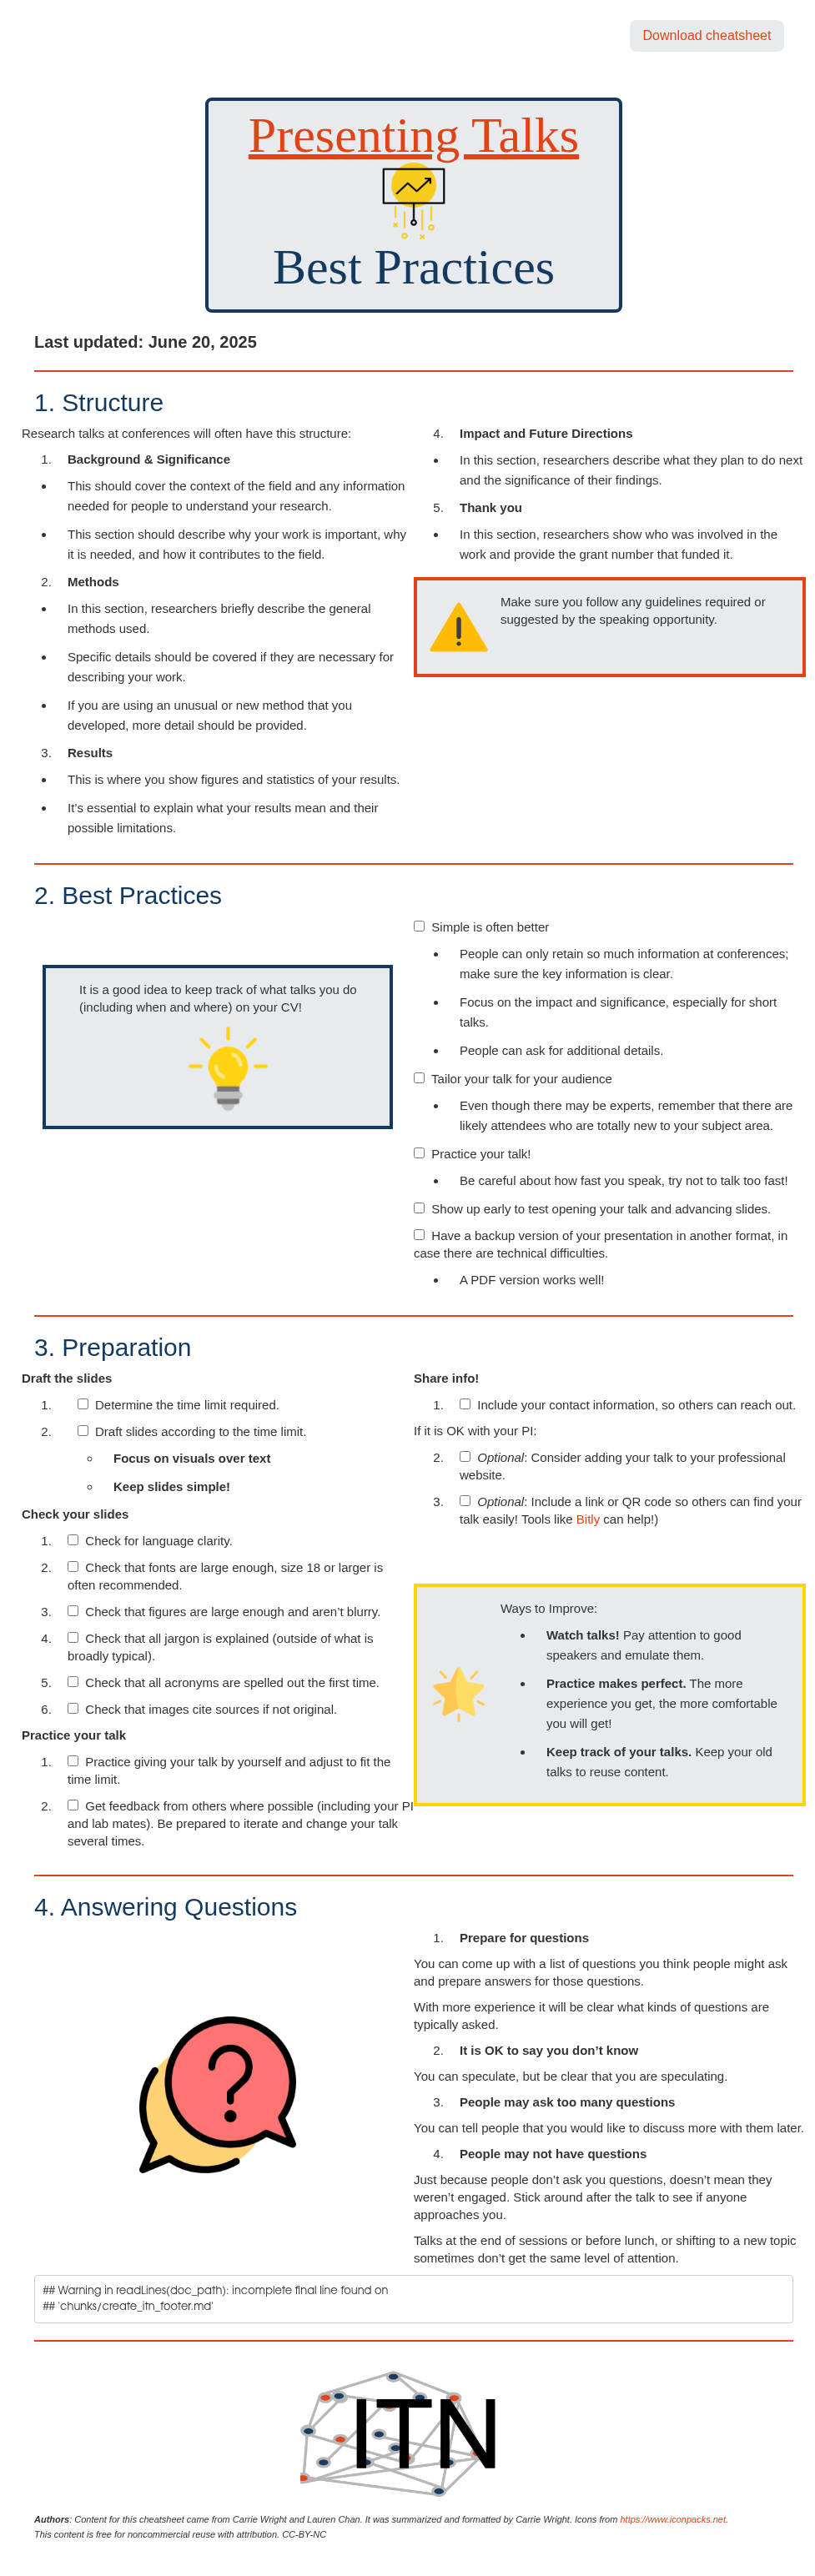 Download cheatsheet
Presenting Talks
Best Practices
Last updated: June 20, 2025
1. Structure
Research talks at conferences will often have this structure:
1. Background & Significance
• This should cover the context of the field and any information
needed for people to understand your research.
• This section should describe why your work is important, why
it is needed, and how it contributes to the field.
2. Methods
• In this section, researchers briefly describe the general
methods used.
• Specific details should be covered if they are necessary for
describing your work.
• If you are using an unusual or new method that you
developed, more detail should be provided.
3. Results
• This is where you show figures and statistics of your results.
• It’s essential to explain what your results mean and their
possible limitations.
4. Impact and Future Directions
• In this section, researchers describe what they plan to do next
and the significance of their findings.
5. Thank you
• In this section, researchers show who was involved in the
work and provide the grant number that funded it.
Make sure you follow any guidelines required or
suggested by the speaking opportunity.
2. Best Practices
It is a good idea to keep track of what talks you do
(including when and where) on your CV!
Simple is often better
• People can only retain so much information at conferences;
make sure the key information is clear.
• Focus on the impact and significance, especially for short
talks.
• People can ask for additional details.
Tailor your talk for your audience
• Even though there may be experts, remember that there are
likely attendees who are totally new to your subject area.
Practice your talk!
• Be careful about how fast you speak, try not to talk too fast!
Show up early to test opening your talk and advancing slides.
Have a backup version of your presentation in another format, in
case there are technical difficulties.
• A PDF version works well!
3. Preparation
Draft the slides
1. Determine the time limit required.
2. Draft slides according to the time limit.
◦ Focus on visuals over text
◦ Keep slides simple!
Check your slides
1. Check for language clarity.
2. Check that fonts are large enough, size 18 or larger is
often recommended.
3. Check that figures are large enough and aren’t blurry.
4. Check that all jargon is explained (outside of what is
broadly typical).
5. Check that all acronyms are spelled out the first time.
6. Check that images cite sources if not original.
Practice your talk
1. Practice giving your talk by yourself and adjust to fit the
time limit.
2. Get feedback from others where possible (including your PI
and lab mates). Be prepared to iterate and change your talk
several times.
Share info!
1. Include your contact information, so others can reach out.
If it is OK with your PI:
2. Optional: Consider adding your talk to your professional
website.
3. Optional: Include a link or QR code so others can find your
talk easily! Tools like Bitly can help!)
Ways to Improve:
• Watch talks! Pay attention to good
speakers and emulate them.
• Practice makes perfect. The more
experience you get, the more comfortable
you will get!
• Keep track of your talks. Keep your old
talks to reuse content.
4. Answering Questions
1. Prepare for questions
You can come up with a list of questions you think people might ask
and prepare answers for those questions.
With more experience it will be clear what kinds of questions are
typically asked.
2. It is OK to say you don’t know
You can speculate, but be clear that you are speculating.
3. People may ask too many questions
You can tell people that you would like to discuss more with them later.
4. People may not have questions
Just because people don’t ask you questions, doesn’t mean they
weren’t engaged. Stick around after the talk to see if anyone
approaches you.
Talks at the end of sessions or before lunch, or shifting to a new topic
sometimes don’t get the same level of attention.
## Warning in readLines(doc_path): incomplete final line found on
## 'chunks/create_itn_footer.md'
ITN
Authors: Content for this cheatsheet came from Carrie Wright and Lauren Chan. It was summarized and formatted by Carrie Wright. Icons from https://www.iconpacks.net.
This content is free for noncommercial reuse with attribution. CC-BY-NC